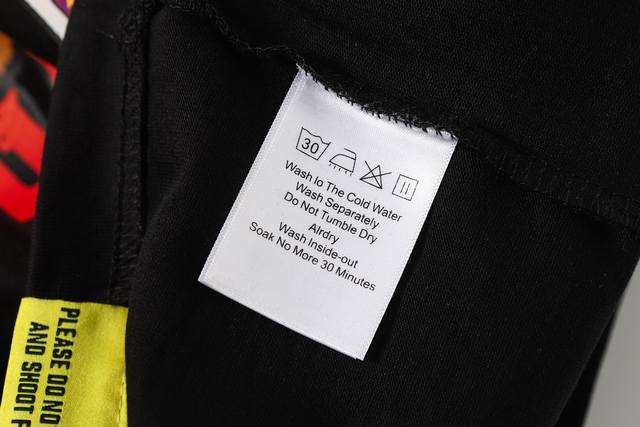 30
Wash Io The Cold Water
Wash Separately
Do Not Tumble Dry
Airdry
Wash Inside-out
Soak No More 30 Minutes
PLEASE DO NO
AND SHOOT F